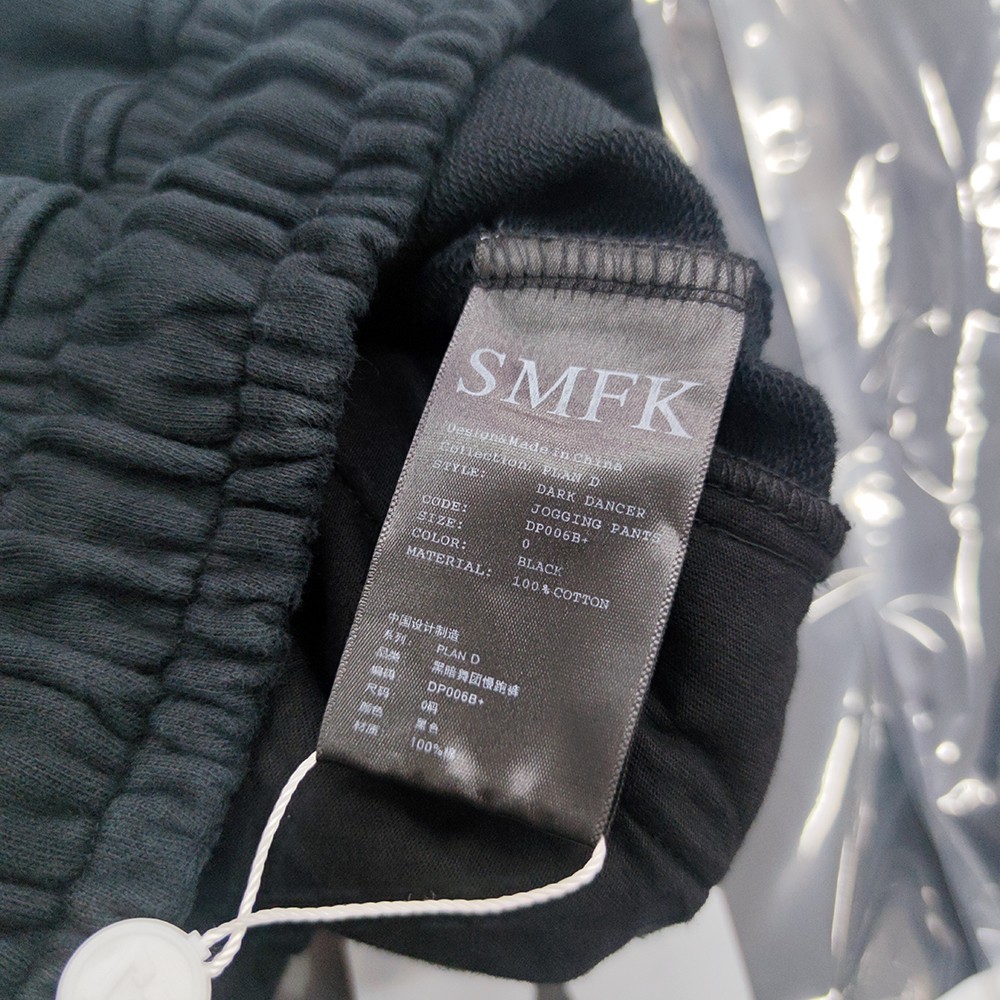 SMFK
Design&Made in China
Collection: PLAN D
STYLE: DARK DANCER
JOGGING PANTS
CODE: DP006B+
SIZE: 0
COLOR: BLACK
MATERIAL: 100%COTTON
中国设计制造
系列: PLAN D
品类 黑暗舞团慢跑裤
编码 DP006B+
尺码 0码
颜色 黑色
材质 100%棉